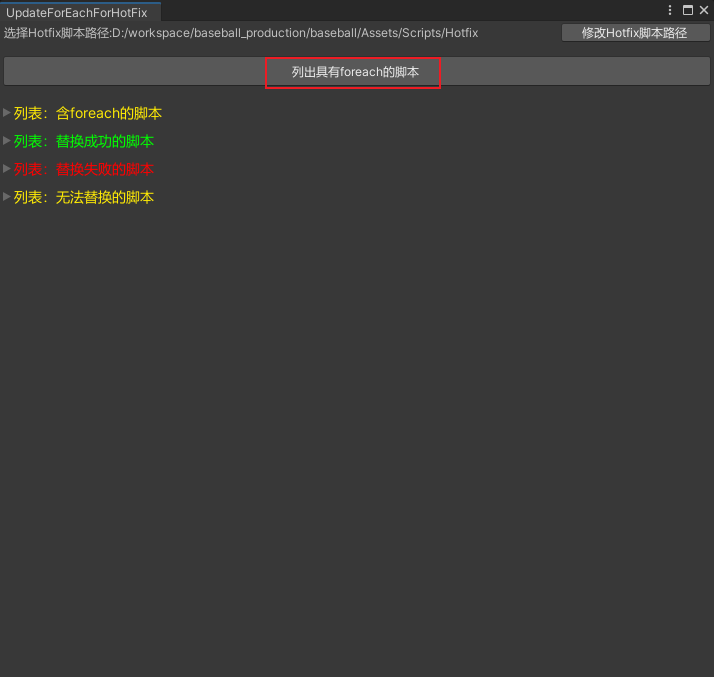 UpdateForEachForHotFix
选择Hotfix脚本路径:D:/workspace/baseball_production/baseball/Assets/Scripts/Hotfix 修改Hotfix脚本路径
列出具有foreach的脚本
列表：含foreach的脚本
列表：替换成功的脚本
列表：替换失败的脚本
列表：无法替换的脚本